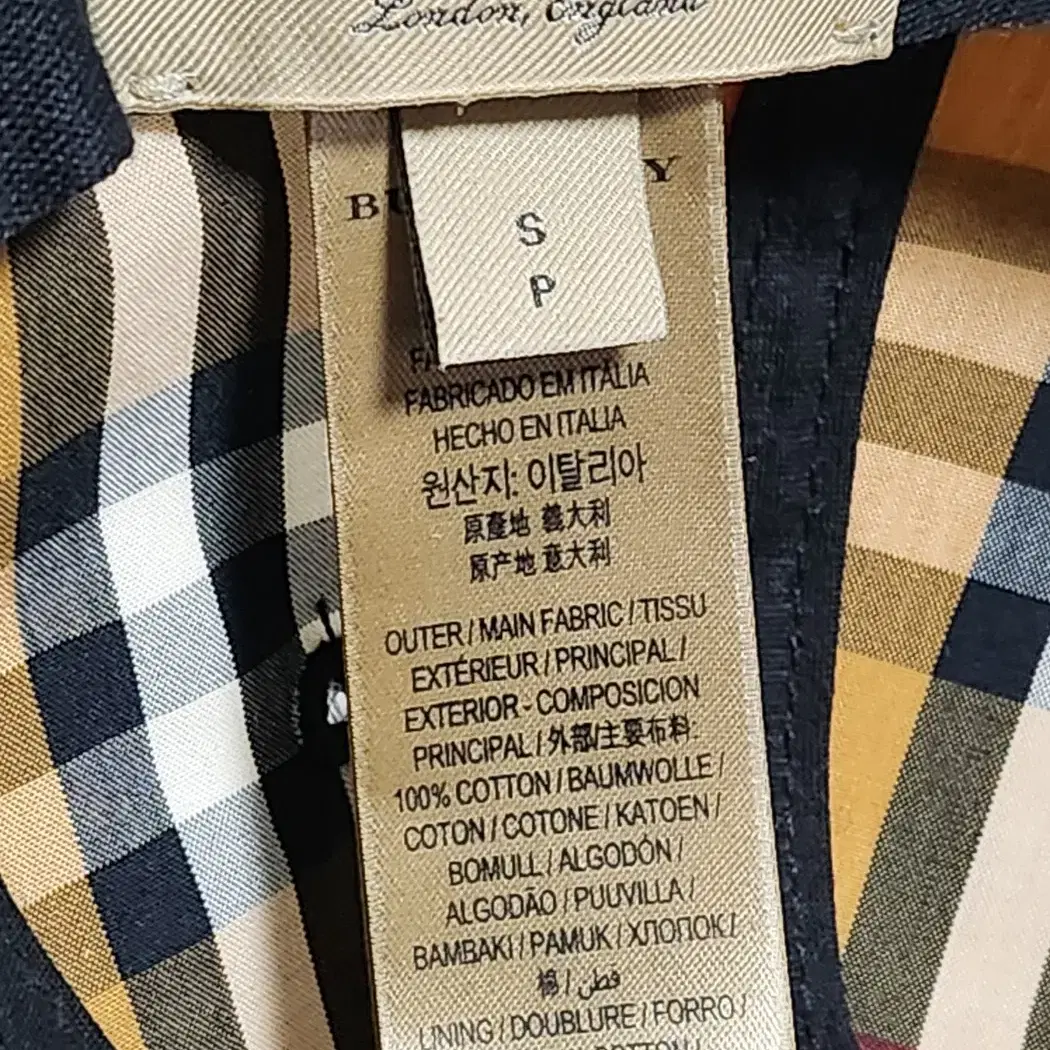 London, England
S
P
FABRICADO EM ITÁLIA
HECHO EN ITALIA
원산지: 이탈리아
原產地 義大利
原产地 意大利
OUTER / MAIN FABRIC / TISSU
EXTÉRIEUR / PRINCIPAL /
EXTERIOR - COMPOSICION
PRINCIPAL / 外部/主要布料
100% COTTON / BAUMWOLLE /
COTON / COTONE / KATOEN /
BOMULL / ALGODÓN /
ALGODÃO / PUUVILLA /
BAMBAKI / PAMUK / ХЛОПОК /
棉 / قطن
LINING / DOUBLURE / FORRO /
COTTON /